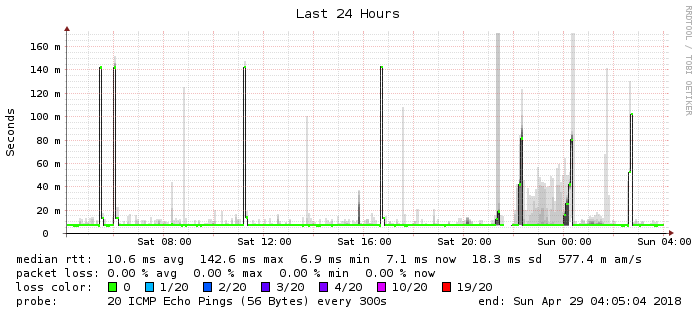 Last 24 Hours
RRDTOOL / TOBI OETIKER
Seconds
160 m
140 m
120 m
100 m
80 m
60 m
40 m
20 m
0
Sat 08:00 Sat 12:00 Sat 16:00 Sat 20:00 Sun 00:00 Sun 04:00
median rtt: 10.6 ms avg 142.6 ms max 6.9 ms min 7.1 ms now 18.3 ms sd 577.4 m am/s
packet loss: 0.00 % avg 0.00 % max 0.00 % min 0.00 % now
loss color: 0 1/20 2/20 3/20 4/20 10/20 19/20
probe: 20 ICMP Echo Pings (56 Bytes) every 300s end: Sun Apr 29 04:05:04 2018